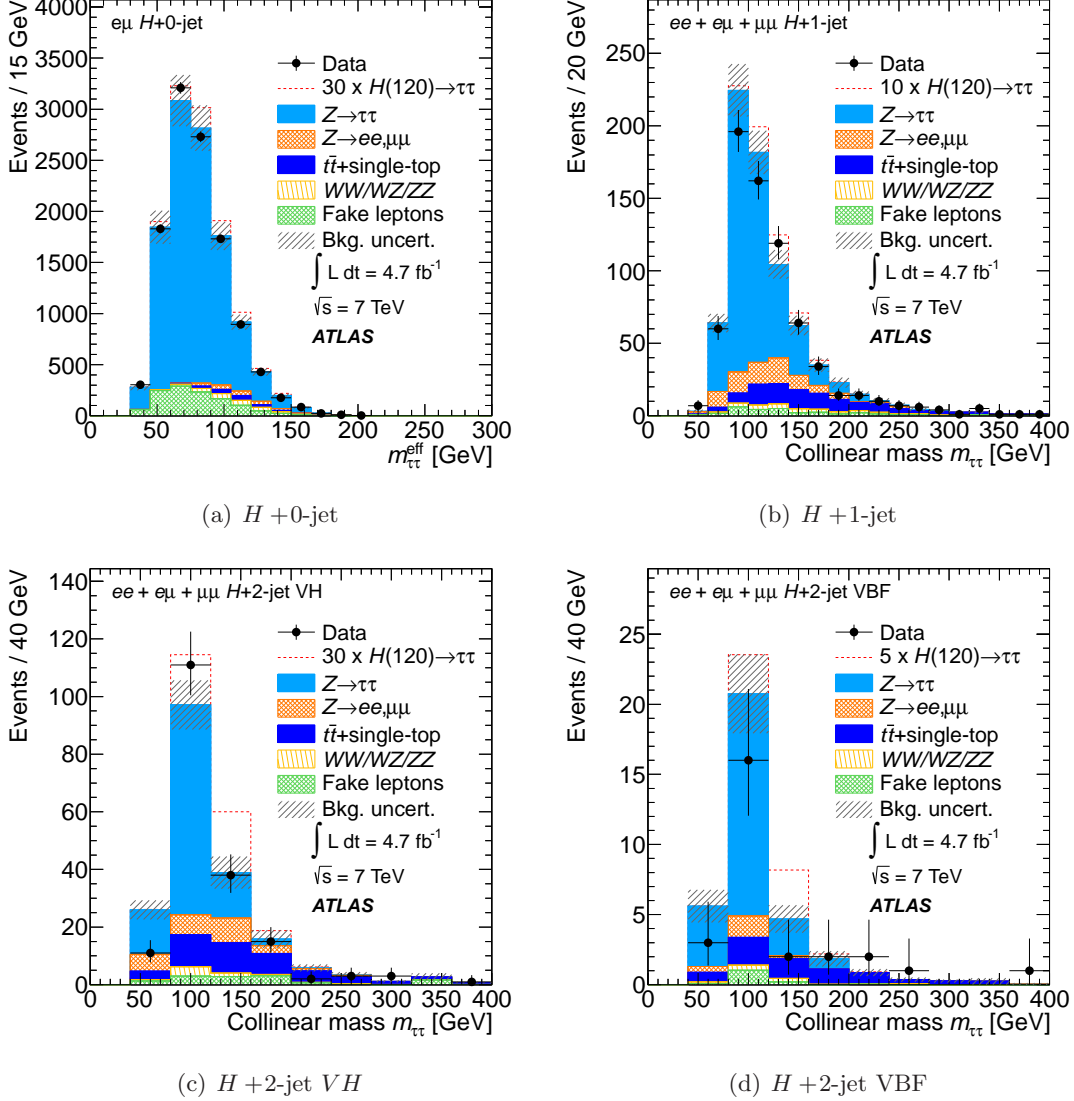 eμ H+0-jet
Events / 15 GeV
4000
3500
3000
2500
2000
1500
1000
500
0
Data
30 x H(120)→ττ
Z→ττ
Z→ee,μμ
tt̄+single-top
WW/WZ/ZZ
Fake leptons
Bkg. uncert.
∫ L dt = 4.7 fb⁻¹
√s = 7 TeV
ATLAS
0 50 100 150 200 250 300
m_ττ^eff [GeV]
(a) H +0-jet
ee + eμ + μμ H+1-jet
Events / 20 GeV
250
200
150
100
50
0
Data
10 x H(120)→ττ
Z→ττ
Z→ee,μμ
tt̄+single-top
WW/WZ/ZZ
Fake leptons
Bkg. uncert.
∫ L dt = 4.7 fb⁻¹
√s = 7 TeV
ATLAS
0 50 100 150 200 250 300 350 400
Collinear mass m_ττ [GeV]
(b) H +1-jet
ee + eμ + μμ H+2-jet VH
Events / 40 GeV
140
120
100
80
60
40
20
0
Data
30 x H(120)→ττ
Z→ττ
Z→ee,μμ
tt̄+single-top
WW/WZ/ZZ
Fake leptons
Bkg. uncert.
∫ L dt = 4.7 fb⁻¹
√s = 7 TeV
ATLAS
0 50 100 150 200 250 300 350 400
Collinear mass m_ττ [GeV]
(c) H +2-jet VH
ee + eμ + μμ H+2-jet VBF
Events / 40 GeV
25
20
15
10
5
0
Data
5 x H(120)→ττ
Z→ττ
Z→ee,μμ
tt̄+single-top
WW/WZ/ZZ
Fake leptons
Bkg. uncert.
∫ L dt = 4.7 fb⁻¹
√s = 7 TeV
ATLAS
0 50 100 150 200 250 300 350 400
Collinear mass m_ττ [GeV]
(d) H +2-jet VBF